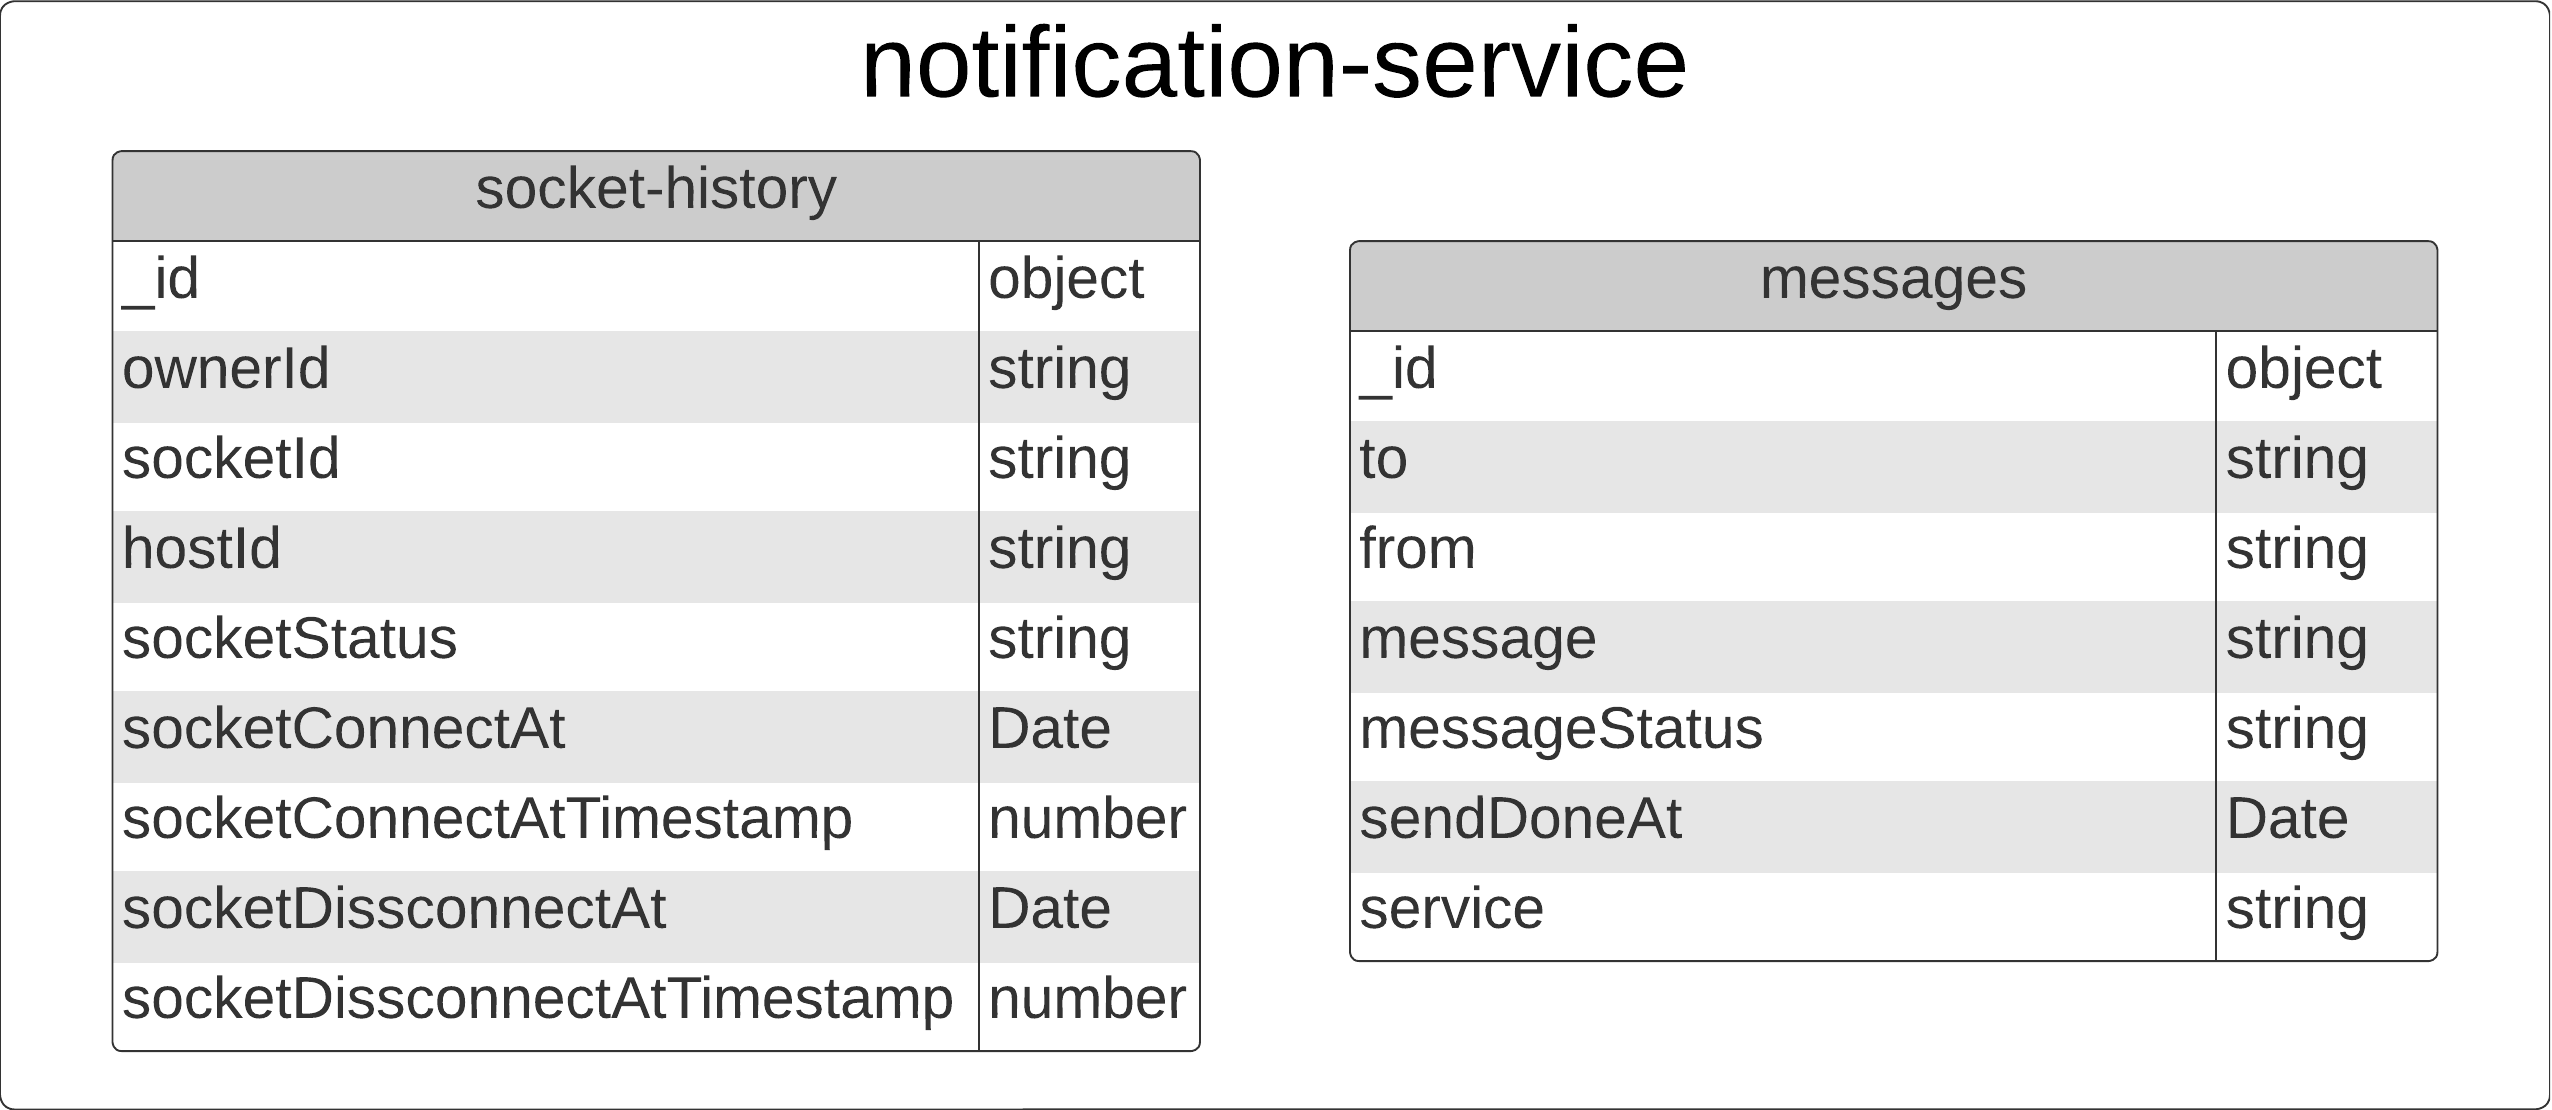 notification-service
socket-history
_id object
ownerId string
socketId string
hostId string
socketStatus string
socketConnectAt Date
socketConnectAtTimestamp number
socketDissconnectAt Date
socketDissconnectAtTimestamp number
messages
_id object
to string
from string
message string
messageStatus string
sendDoneAt Date
service string